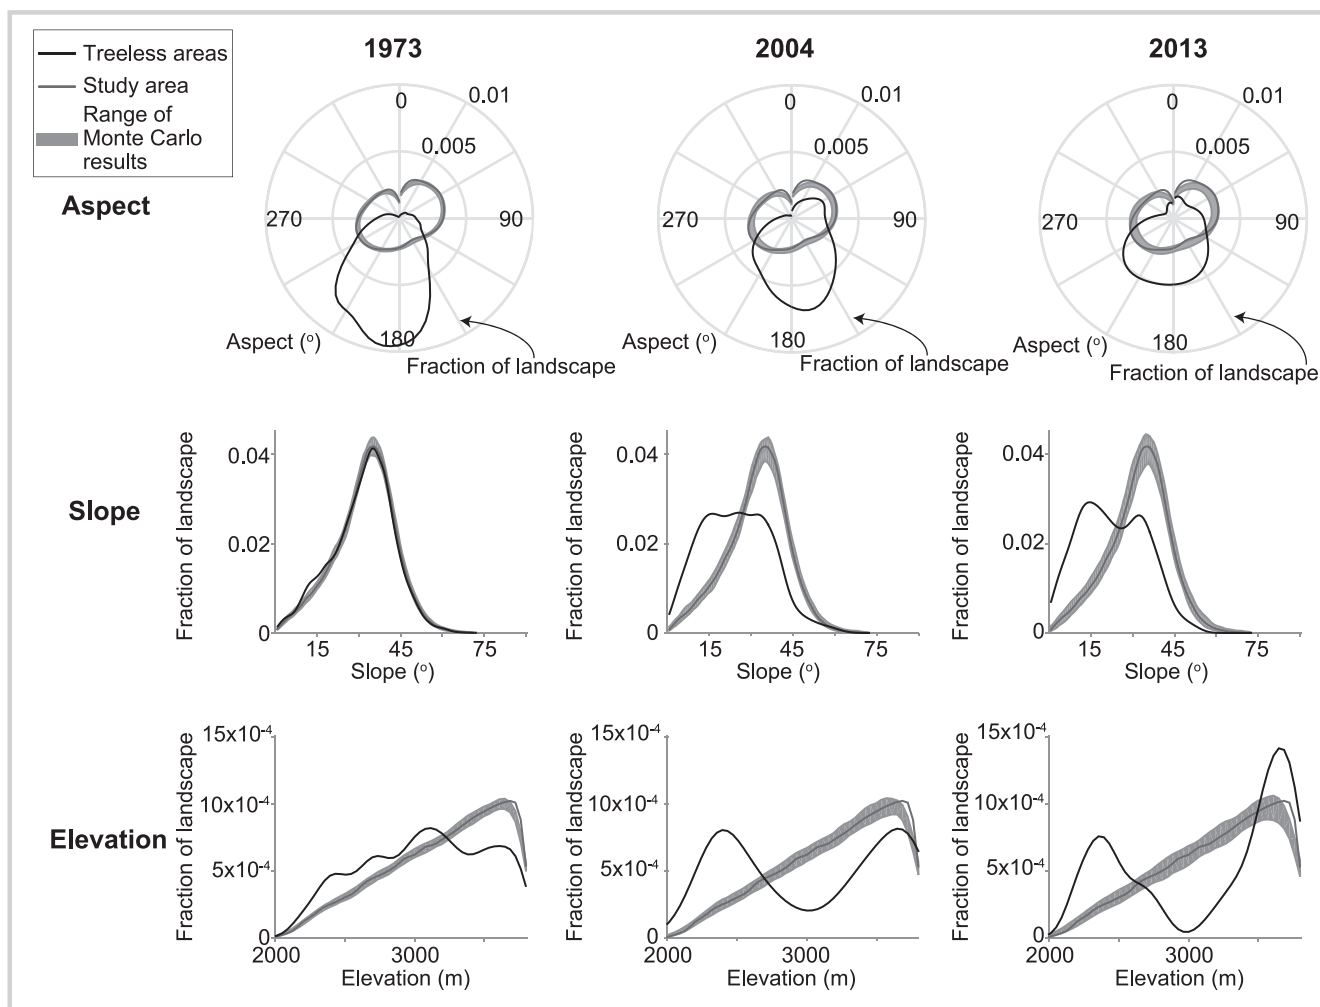 Treeless areas
Study area
Range of
Monte Carlo
results
1973
2004
2013
Aspect
0
0.01
0.005
270
90
180
Aspect (o)
Fraction of landscape
0
0.01
0.005
270
90
180
Aspect (o)
Fraction of landscape
0
0.01
0.005
270
90
180
Aspect (o)
Fraction of landscape
Slope
Fraction of landscape
0.04
0.02
0
15
45
75
Slope (o)
Fraction of landscape
0.04
0.02
0
15
45
75
Slope (o)
Fraction of landscape
0.04
0.02
0
15
45
75
Slope (o)
Elevation
Fraction of landscape
15x10-4
10x10-4
5x10-4
0
2000
3000
Elevation (m)
Fraction of landscape
15x10-4
10x10-4
5x10-4
0
2000
3000
Elevation (m)
Fraction of landscape
15x10-4
10x10-4
5x10-4
0
2000
3000
Elevation (m)